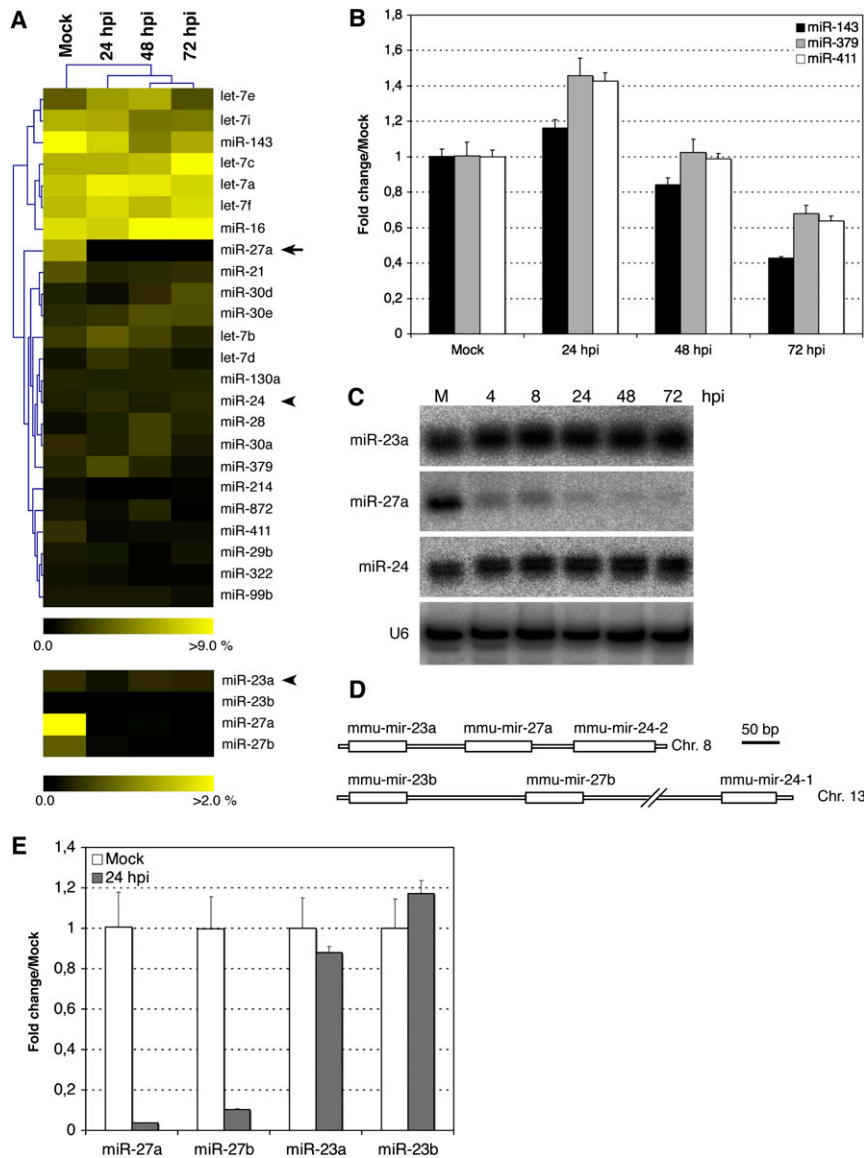 A
Mock
24 hpi
48 hpi
72 hpi
let-7e
let-7i
miR-143
let-7c
let-7a
let-7f
miR-16
miR-27a
miR-21
miR-30d
miR-30e
let-7b
let-7d
miR-130a
miR-24
miR-28
miR-30a
miR-379
miR-214
miR-872
miR-411
miR-29b
miR-322
miR-99b
0.0
>9.0 %
miR-23a
miR-23b
miR-27a
miR-27b
0.0
>2.0 %
B
Fold change/Mock
1,8
1,6
1,4
1,2
1
0,8
0,6
0,4
0,2
0
miR-143
miR-379
miR-411
Mock
24 hpi
48 hpi
72 hpi
C
M 4 8 24 48 72 hpi
miR-23a
miR-27a
miR-24
U6
D
mmu-mir-23a mmu-mir-27a mmu-mir-24-2
Chr. 8
50 bp
mmu-mir-23b mmu-mir-27b mmu-mir-24-1
Chr. 13
E
Fold change/Mock
1,4
1,2
1
0,8
0,6
0,4
0,2
0
Mock
24 hpi
miR-27a
miR-27b
miR-23a
miR-23b